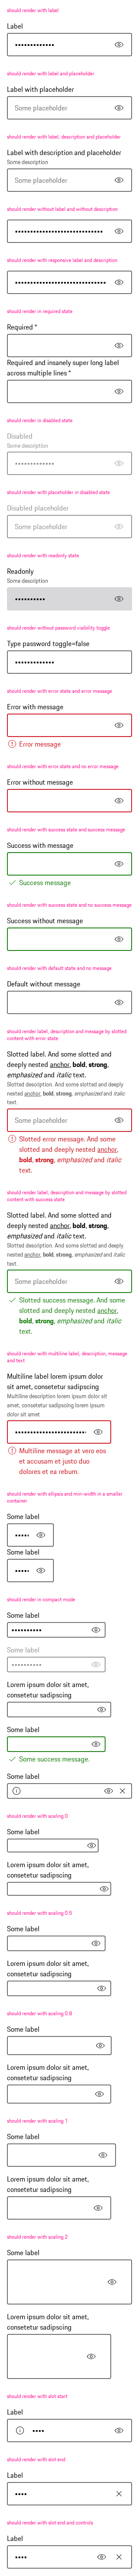 should render with label
Label
•••••••••••••
should render with label and placeholder
Label with placeholder
Some placeholder
should render with label, description and placeholder
Label with description and placeholder
Some description
Some placeholder
should render without label and without description
should render with responsive label and description
should render in required state
Required *
Required and insanely super long label
across multiple lines *
should render in disabled state
Disabled
Some description
•••••••••••••
should render with placeholder in disabled state
Disabled placeholder
Some placeholder
should render with readonly state
Readonly
Some description
••••••••••
should render without password visibility toggle
Type password toggle=false
•••••••••••••
should render with error state and error message
Error with message
Error message
should render with error state and no error message
Error without message
should render with success state and success message
Success with message
Success message
should render with success state and no success message
Success without message
should render with default state and no message
Default without message
should render label, description and message by slotted
content with error state
Slotted label. And some slotted and
deeply nested anchor, bold, strong,
emphasized and italic text.
Slotted description. And some slotted and deeply
nested anchor, bold, strong, emphasized and italic
text.
Some placeholder
Slotted error message. And some
slotted and deeply nested anchor,
bold, strong, emphasized and italic
text.
should render label, description and message by slotted
content with success state
Slotted label. And some slotted and
deeply nested anchor, bold, strong,
emphasized and italic text.
Slotted description. And some slotted and deeply
nested anchor, bold, strong, emphasized and italic
text.
Some placeholder
Slotted success message. And some
slotted and deeply nested anchor,
bold, strong, emphasized and italic
text.
should render with multiline label, description, message
and text
Multiline label lorem ipsum dolor
sit amet, consetetur sadipscing
Multiline description lorem ipsum dolor sit
amet, consetetur sadipscing lorem ipsum
dolor sit amet
Multiline message at vero eos
et accusam et justo duo
dolores et ea rebum.
should render with ellipsis and min-width in a smaller
container
Some label
Some label
should render in compact mode
Some label
••••••••••
Some label
••••••••••
Lorem ipsum dolor sit amet,
consetetur sadipscing
Some label
Some success message.
Some label
should render with scaling 0
Some label
Lorem ipsum dolor sit amet,
consetetur sadipscing
should render with scaling 0.5
Some label
Lorem ipsum dolor sit amet,
consetetur sadipscing
should render with scaling 0.8
Some label
Lorem ipsum dolor sit amet,
consetetur sadipscing
should render with scaling 1
Some label
Lorem ipsum dolor sit amet,
consetetur sadipscing
should render with scaling 2
Some label
Lorem ipsum dolor sit amet,
consetetur sadipscing
should render with slot start
Label
••••
should render with slot end
Label
••••
should render with slot end and controls
Label
••••